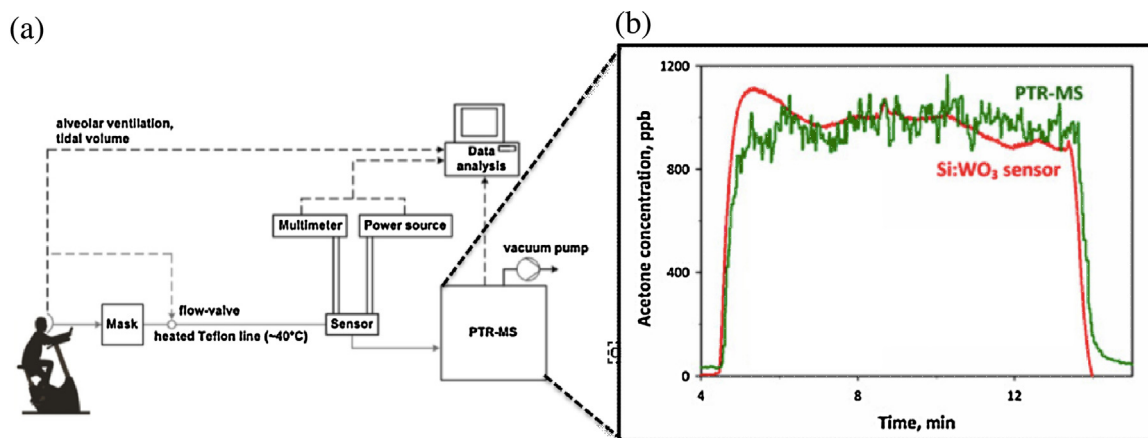 (a)
alveolar ventilation,
tidal volume
Data
analysis
Multimeter
Power source
vacuum pump
flow-valve
Mask
heated Teflon line (~40°C)
Sensor
PTR-MS
(b)
1200
PTR-MS
Si:WO₃ sensor
800
400
0
Acetone concentration, ppb
4
8
12
Time, min